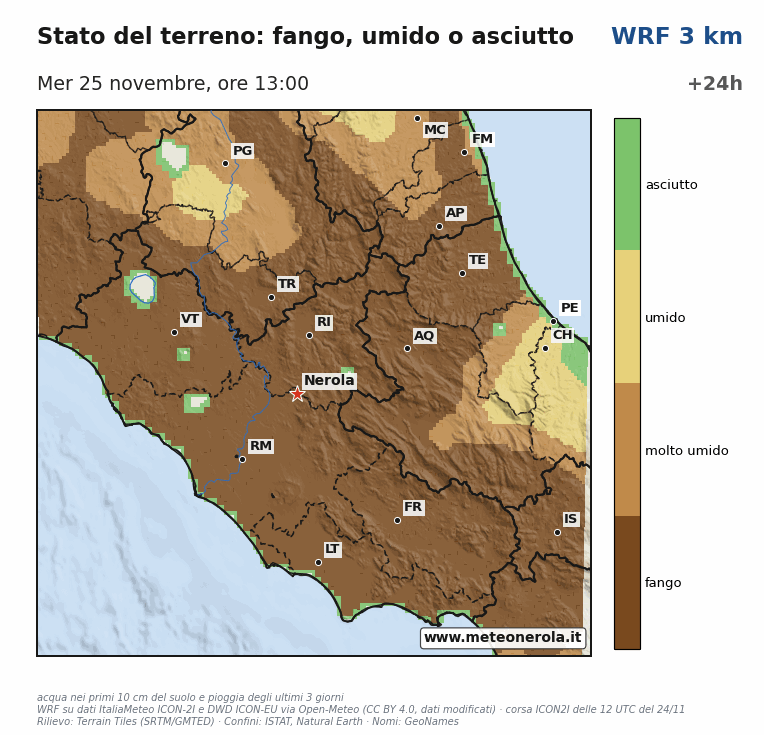 Stato del terreno: fango, umido o asciutto
WRF 3 km
Mer 25 novembre, ore 13:00
+24h
MC
FM
PG
AP
TE
TR
PE
VT
RI
AQ
CH
Nerola
RM
FR
IS
LT
www.meteonerola.it
asciutto
umido
molto umido
fango
acqua nei primi 10 cm del suolo e pioggia degli ultimi 3 giorni
WRF su dati ItaliaMeteo ICON-2I e DWD ICON-EU via Open-Meteo (CC BY 4.0, dati modificati) · corsa ICON2I delle 12 UTC del 24/11
Rilievo: Terrain Tiles (SRTM/GMTED) · Confini: ISTAT, Natural Earth · Nomi: GeoNames